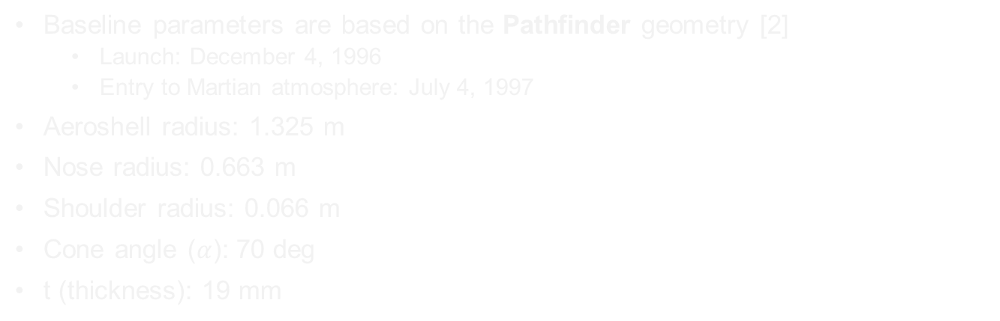 • Baseline parameters are based on the Pathfinder geometry [2]
• Launch: December 4, 1996
• Entry to Martian atmosphere: July 4, 1997
• Aeroshell radius: 1.325 m
• Nose radius: 0.663 m
• Shoulder radius: 0.066 m
• Cone angle (α): 70 deg
• t (thickness): 19 mm